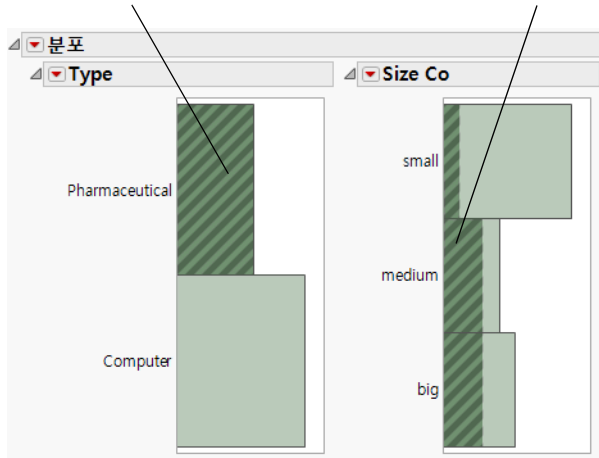 분포
Type
Size Co
Pharmaceutical
Computer
small
medium
big